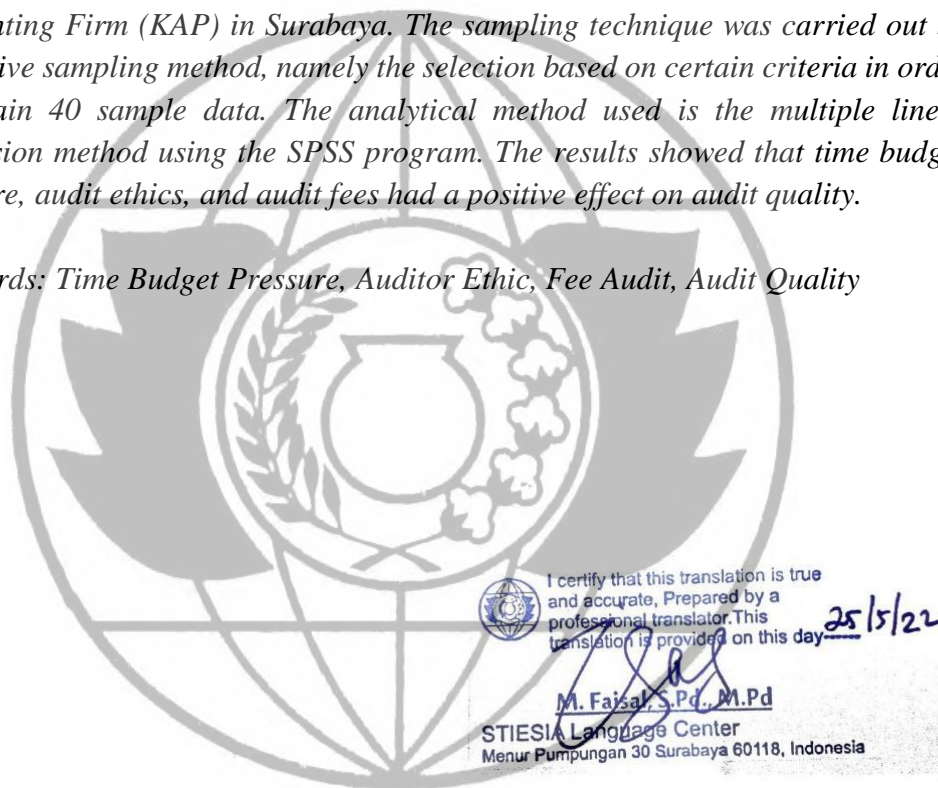 nting Firm (KAP) in Surabaya. The sampling technique was carried out
ive sampling method, namely the selection based on certain criteria in ord
ain 40 sample data. The analytical method used is the multiple line
sion method using the SPSS program. The results showed that time budg
re, audit ethics, and audit fees had a positive effect on audit quality.
rds: Time Budget Pressure, Auditor Ethic, Fee Audit, Audit Quality
I certify that this translation is true
and accurate, Prepared by a
professional translator.This
translation is provided on this day 25/5/22
M. Faisal, S.Pd., M.Pd
STIESIA Language Center
Menur Pumpungan 30 Surabaya 60118, Indonesia